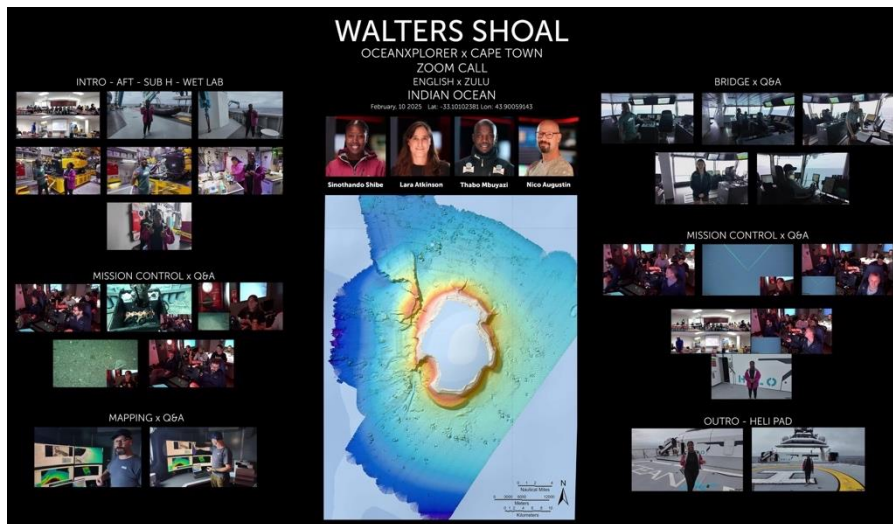 WALTERS SHOAL
OCEANXPLORER x CAPE TOWN
ZOOM CALL
ENGLISH x ZULU
INDIAN OCEAN
February, 10 2025 Lat: -33.10102381 Lon: 43.90059143
Sinothando Shibe
Lara Atkinson
Thabo Mbuyazi
Nico Augustin
INTRO - AFT - SUB H - WET LAB
MISSION CONTROL x Q&A
MAPPING x Q&A
BRIDGE x Q&A
MISSION CONTROL x Q&A
OUTRO - HELI PAD
Nautical Miles
Meters
Kilometers
N